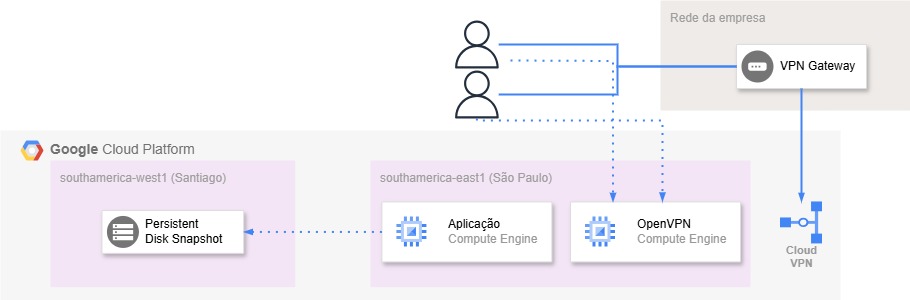 Rede da empresa
VPN Gateway
Google Cloud Platform
southamerica-west1 (Santiago)
southamerica-east1 (São Paulo)
Persistent
Disk Snapshot
Aplicação
Compute Engine
OpenVPN
Compute Engine
Cloud
VPN